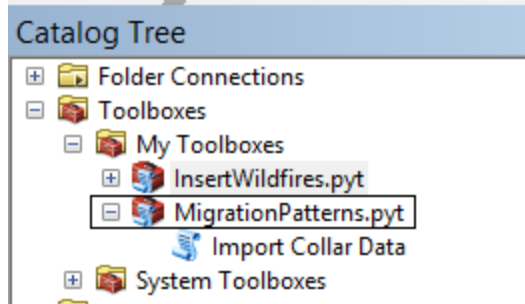 Catalog Tree
Folder Connections
Toolboxes
My Toolboxes
InsertWildfires.pyt
MigrationPatterns.pyt
Import Collar Data
System Toolboxes